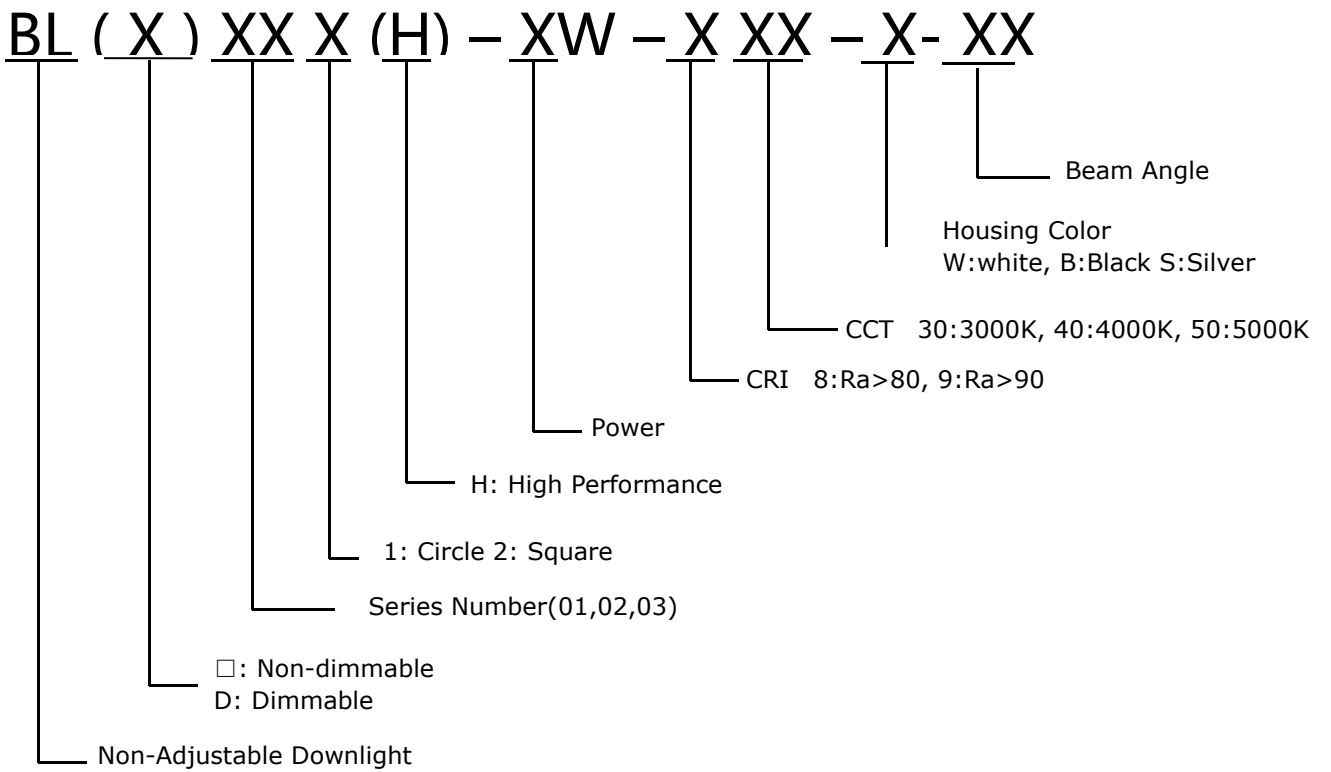 BL ( X ) XX X (H) – XW – X XX – X- XX
Beam Angle
Housing Color
W:white, B:Black S:Silver
CCT 30:3000K, 40:4000K, 50:5000K
CRI 8:Ra>80, 9:Ra>90
Power
H: High Performance
1: Circle 2: Square
Series Number(01,02,03)
□: Non-dimmable
D: Dimmable
Non-Adjustable Downlight